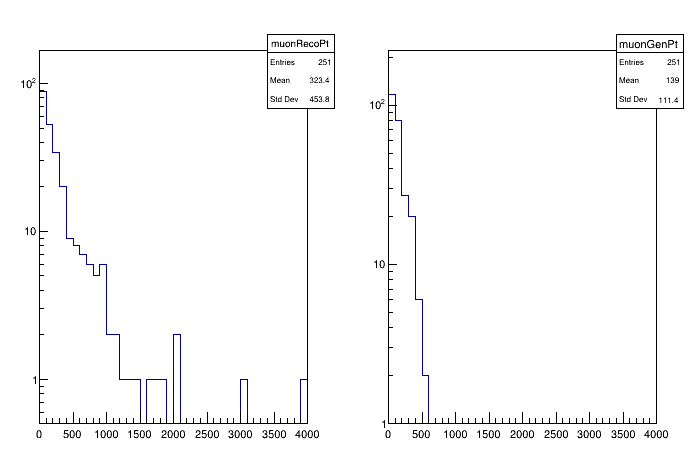 muonRecoPt
Entries 251
Mean 323.4
Std Dev 453.8
10²
10
1
0 500 1000 1500 2000 2500 3000 3500 4000
muonGenPt
Entries 251
Mean 139
Std Dev 111.4
10²
10
1
0 500 1000 1500 2000 2500 3000 3500 4000